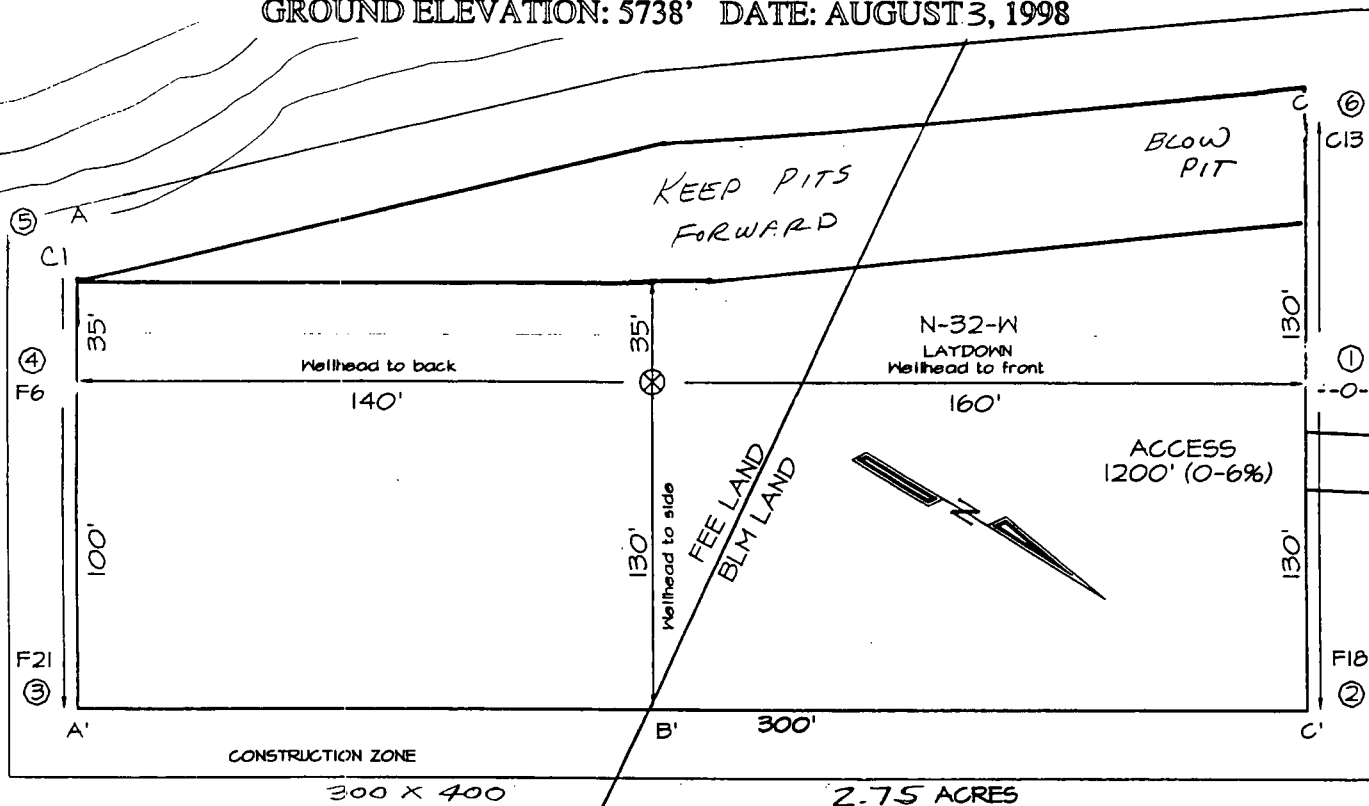 GROUND ELEVATION: 5738' DATE: AUGUST 3, 1998
C
⑥
C13
BLOW
PIT
KEEP PITS
FORWARD
⑤ A
C1
35'
35'
130'
N-32-W
LAYDOWN
Wellhead to front
Wellhead to back
④
F6
①
--0-
140'
160'
ACCESS
1200' (0-6%)
FEE LAND
BLM LAND
N
100'
130'
Wellhead to side
130'
F21
③
F18
②
A'
B'
300'
C'
CONSTRUCTION ZONE
300 X 400
2.75 ACRES